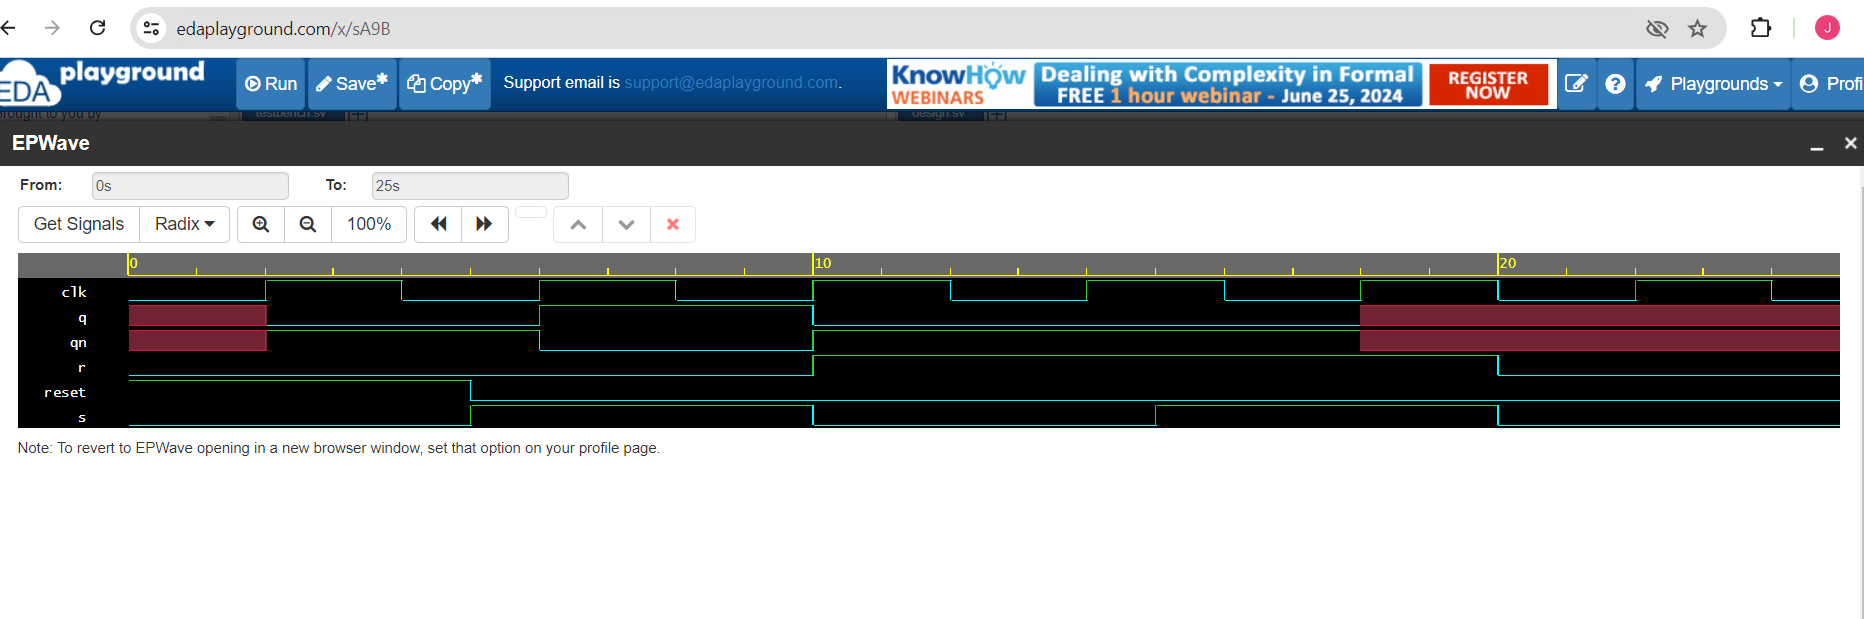 edaplayground.com/x/sA9B
J
EDA playground
Run
Save*
Copy*
Support email is support@edaplayground.com.
KnowHow WEBINARS
Dealing with Complexity in Formal
FREE 1 hour webinar - June 25, 2024
REGISTER NOW
Playgrounds
Profi
brought to you by
testbench.sv
design.sv
EPWave
From: 0s To: 25s
Get Signals Radix 100%
0 10 20
clk
q
qn
r
reset
s
Note: To revert to EPWave opening in a new browser window, set that option on your profile page.